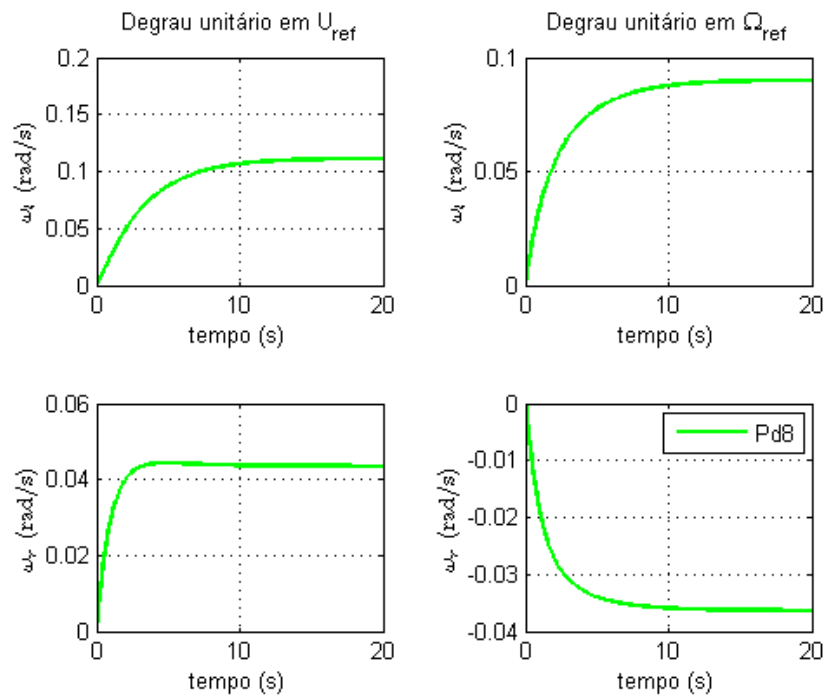 Degrau unitário em U_ref
0.2
0.15
0.1
0.05
0
ω_l (rad/s)
0 10 20
tempo (s)
Degrau unitário em Ω_ref
0.1
0.05
0
ω_l (rad/s)
0 10 20
tempo (s)
0.06
0.04
0.02
0
ω_r (rad/s)
0 10 20
tempo (s)
0
-0.01
-0.02
-0.03
-0.04
ω_r (rad/s)
Pd8
0 10 20
tempo (s)